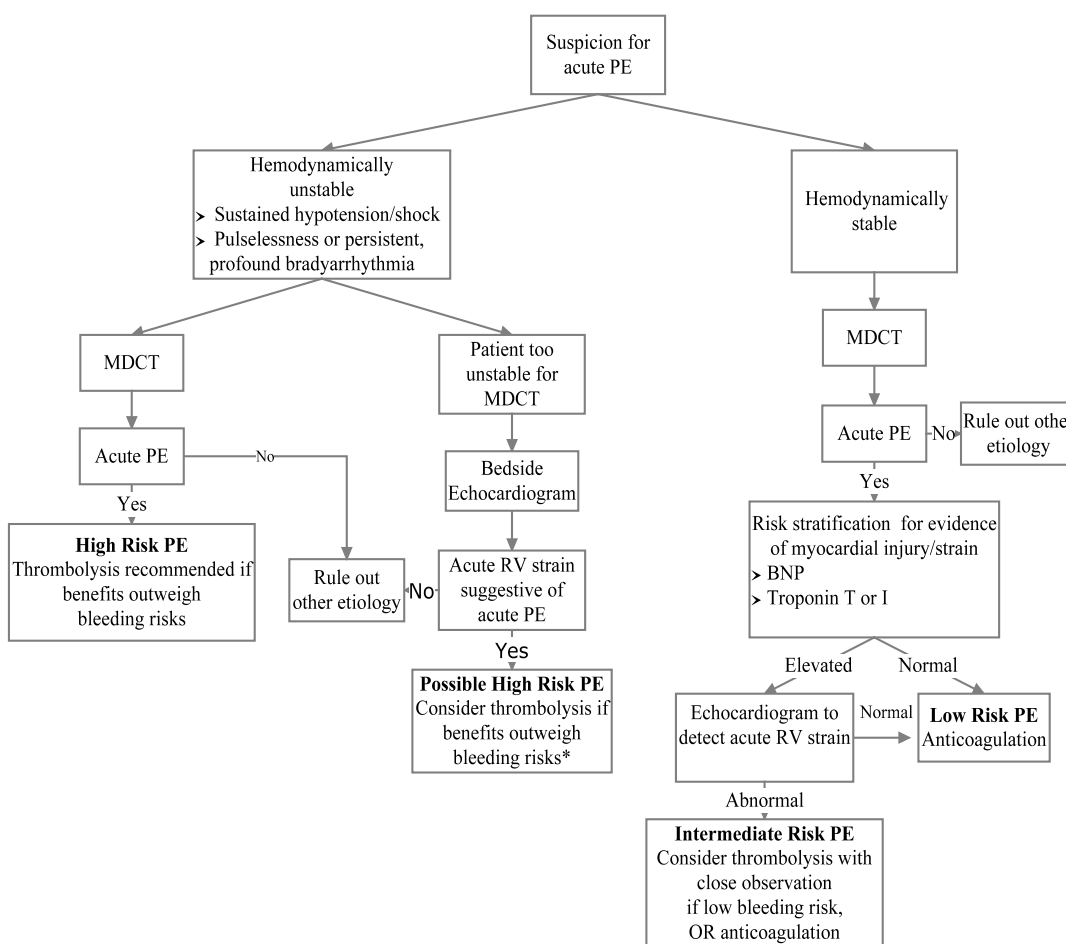 Suspicion for
acute PE
Hemodynamically
unstable
➤ Sustained hypotension/shock
➤ Pulselessness or persistent,
profound bradyarrhythmia
Hemodynamically
stable
MDCT
Patient too
unstable for
MDCT
MDCT
Acute PE
No
Bedside
Echocardiogram
Acute PE
No
Rule out othe
etiology
Yes
Yes
High Risk PE
Thrombolysis recommended if
benefits outweigh
bleeding risks
Rule out
other etiology
No
Acute RV strain
suggestive of
acute PE
Risk stratification for evidence
of myocardial injury/strain
➤ BNP
➤ Troponin T or I
Yes
Possible High Risk PE
Consider thrombolysis if
benefits outweigh
bleeding risks*
Elevated
Normal
Echocardiogram to
detect acute RV strain
Normal
Low Risk PE
Anticoagulation
Abnormal
Intermediate Risk PE
Consider thrombolysis with
close observation
if low bleeding risk,
OR anticoagulation